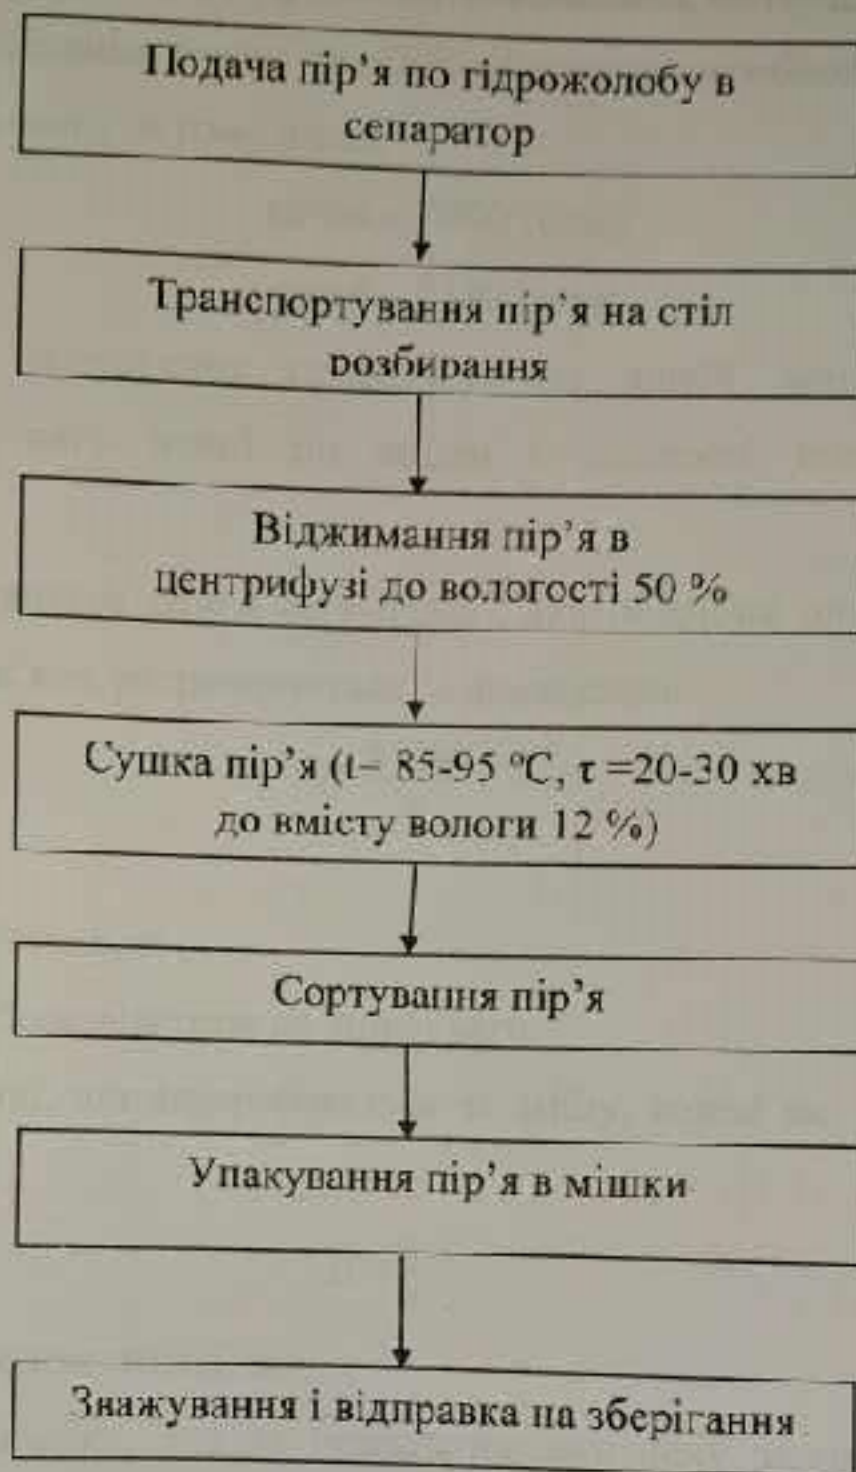 Подача пір’я по гідрожолобу в
сепаратор
Транспортування пір’я на стіл
розбирання
Віджимання пір’я в
центрифузі до вологості 50 %
Сушка пір’я (t= 85-95 ºС, τ =20-30 хв
до вмісту вологи 12 %)
Сортування пір’я
Упакування пір’я в мішки
Зважування і відправка на зберігання